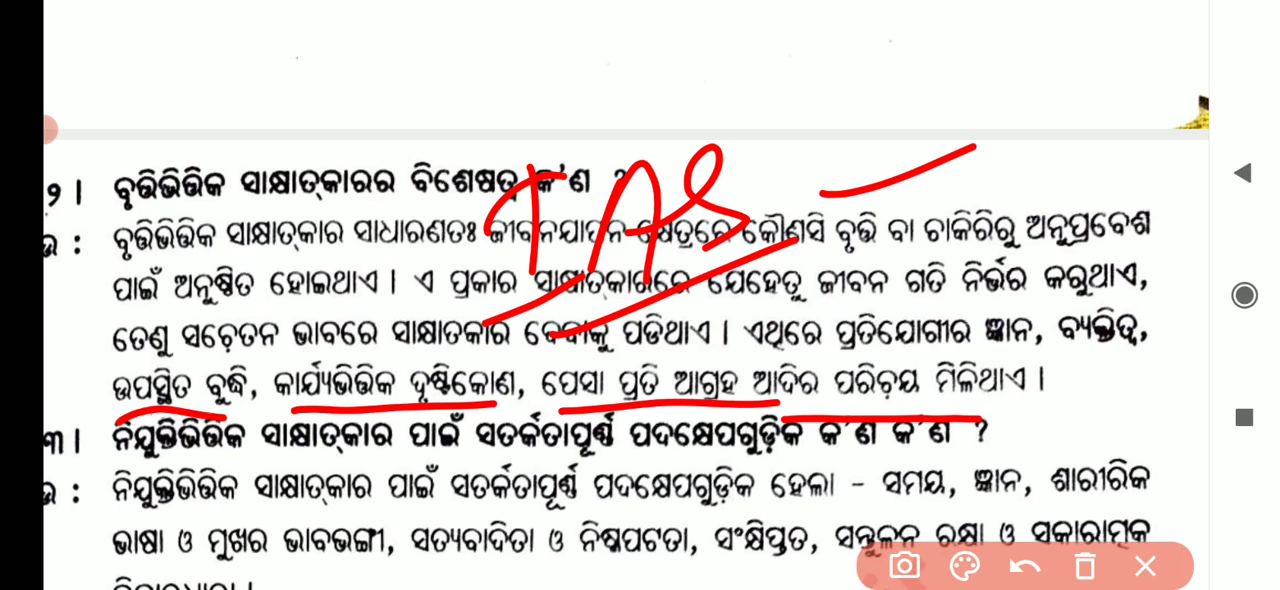 ୨। ବୃତ୍ତିଭିତ୍ତିକ ସାକ୍ଷାତ୍‌କାରର ବିଶେଷତ୍ୱ କ'ଣ ?
ଉ : ବୃତ୍ତିଭିତ୍ତିକ ସାକ୍ଷାତ୍‌କାର ସାଧାରଣତଃ ଜୀବନଯାପନ କ୍ଷେତ୍ରରେ କୌଣସି ବୃତ୍ତି ବା ଚାକିରିରୁ ଅନୁପ୍ରବେଶ
IAS
ପାଇଁ ଅନୁଷ୍ଠିତ ହୋଇଥାଏ। ଏ ପ୍ରକାର ସାକ୍ଷାତ୍‌କାରରେ ଯେହେତୁ ଜୀବନ ଗତି ନିର୍ଭର କରୁଥାଏ,
ତେଣୁ ସଚ଼େତନ ଭାବରେ ସାକ୍ଷାତକାର ଦେବାକୁ ପଡିଥାଏ। ଏଥିରେ ପ୍ରତିଯୋଗୀର ଜ୍ଞାନ, ବ୍ୟକ୍ତିତ୍ୱ,
ଉପସ୍ଥିତ ବୁଦ୍ଧି, କାର୍ଯ୍ୟଭିତ୍ତିକ ଦୃଷ୍ଟିକୋଣ, ପେସା ପ୍ରତି ଆଗ୍ରହ ଆଦିର ପରିଚ଼ୟ ମିଳିଥାଏ।
୩। ନିଯୁକ୍ତିଭିତ୍ତିକ ସାକ୍ଷାତ୍‌କାର ପାଇଁ ସତର୍କତାପୂର୍ଣ୍ଣ ପଦକ୍ଷେପଗୁଡ଼ିକ କ'ଣ କ'ଣ ?
ଉ : ନିଯୁକ୍ତିଭିତ୍ତିକ ସାକ୍ଷାତ୍‌କାର ପାଇଁ ସତର୍କତାପୂର୍ଣ୍ଣ ପଦକ୍ଷେପଗୁଡ଼ିକ ହେଲା - ସମୟ, ଜ୍ଞାନ, ଶାରୀରିକ
ଭାଷା ଓ ମୁଖର ଭାବଭଙ୍ଗୀ, ସତ୍ୟବାଦିତା ଓ ନିଷ୍କପଟତା, ସଂକ୍ଷିପ୍ତତ, ସନ୍ତୁଳନ ରକ୍ଷା ଓ ସକାରାତ୍ମକ